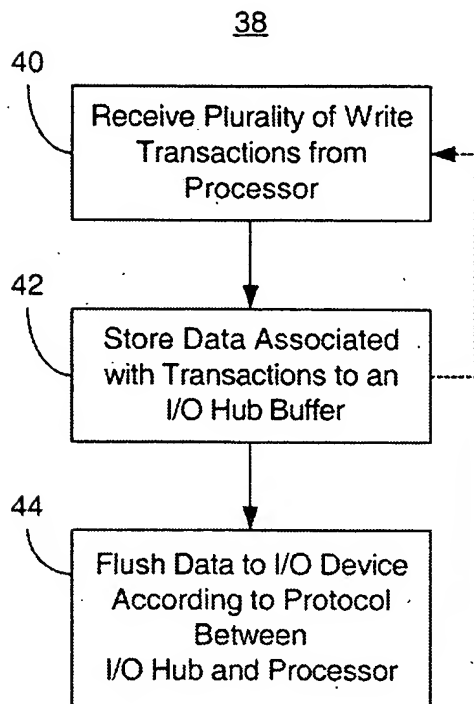 38
40
Receive Plurality of Write
Transactions from
Processor
42
Store Data Associated
with Transactions to an
I/O Hub Buffer
44
Flush Data to I/O Device
According to Protocol
Between
I/O Hub and Processor